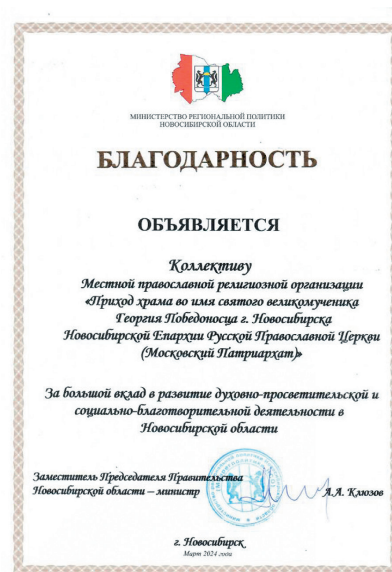 МИНИСТЕРСТВО РЕГИОНАЛЬНОЙ ПОЛИТИКИ
НОВОСИБИРСКОЙ ОБЛАСТИ
БЛАГОДАРНОСТЬ
ОБЪЯВЛЯЕТСЯ
Коллективу
Местной православной религиозной организации
«Приход храма во имя святого великомученика
Георгия Победоносца г. Новосибирска
Новосибирской Епархии Русской Православной Церкви
(Московский Патриархат)»
За большой вклад в развитие духовно-просветительской и
социально-благотворительной деятельности в
Новосибирской области
Заместитель Председателя Правительства
Новосибирской области – министр
А.А. Клюзов
г. Новосибирск
Март 2024 года